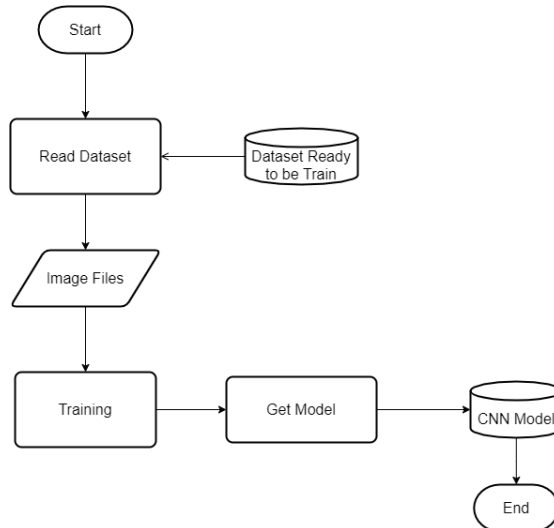 Start
Read Dataset
Dataset Ready
to be Train
Image Files
Training
Get Model
CNN Model
End